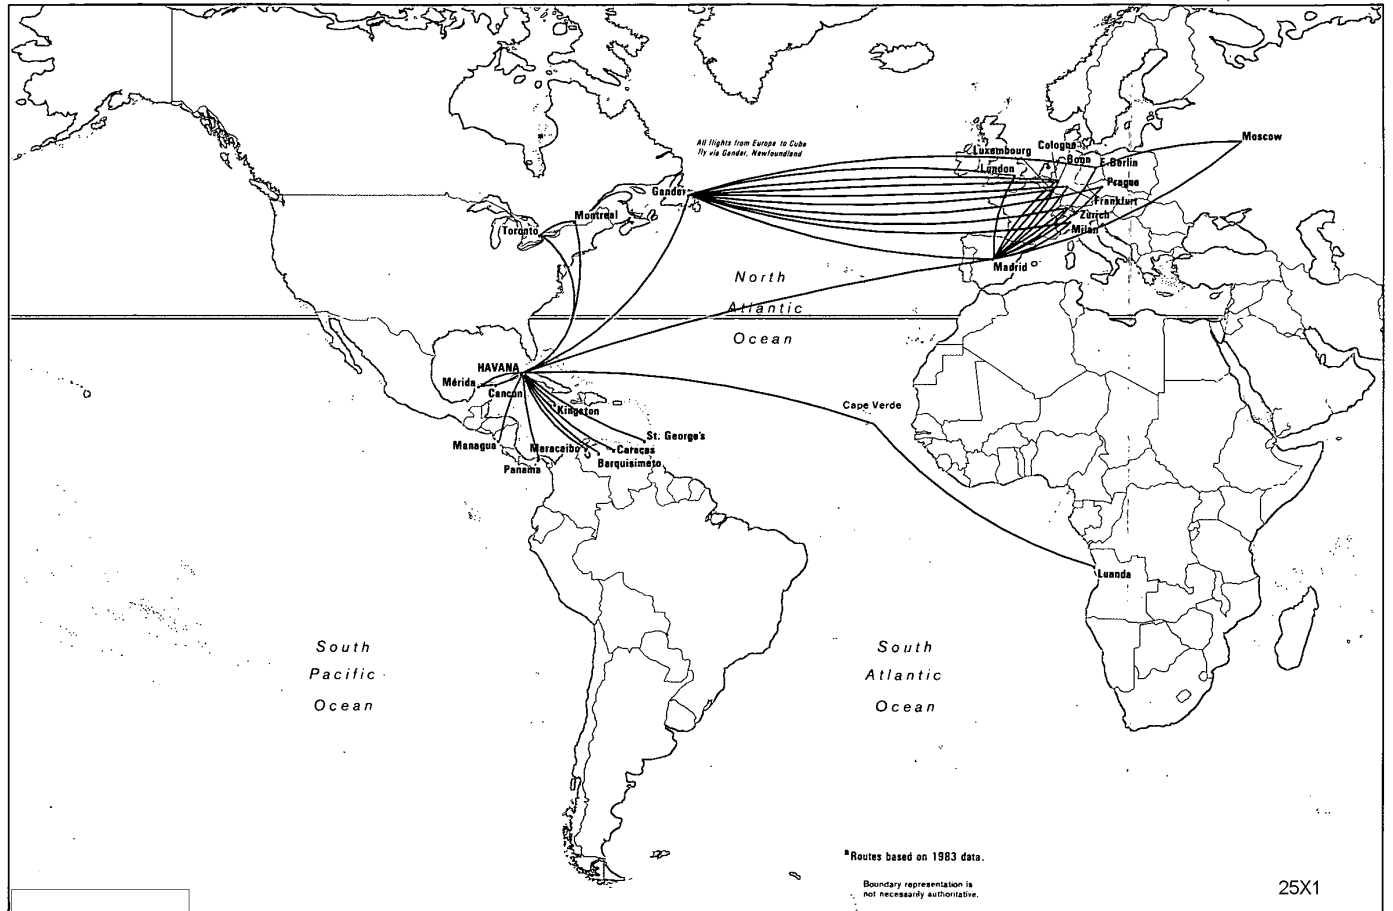 All flights from Europe to Cuba
fly via Gander, Newfoundland
Moscow
Cologne
Luxembourg
Bonn
E. Berlin
London
Prague
Gander
Frankfurt
Montreal
Zurich
Toronto
Milan
Madrid
North
Atlantic
Ocean
HAVANA
Mérida
Cancun
Kingston
Cape Verde
St. George's
Managua
Maracaibo
Caracas
Panama
Barquisimeto
Luanda
South
Pacific
Ocean
South
Atlantic
Ocean
a Routes based on 1983 data.
Boundary representation is
not necessarily authoritative.
25X1